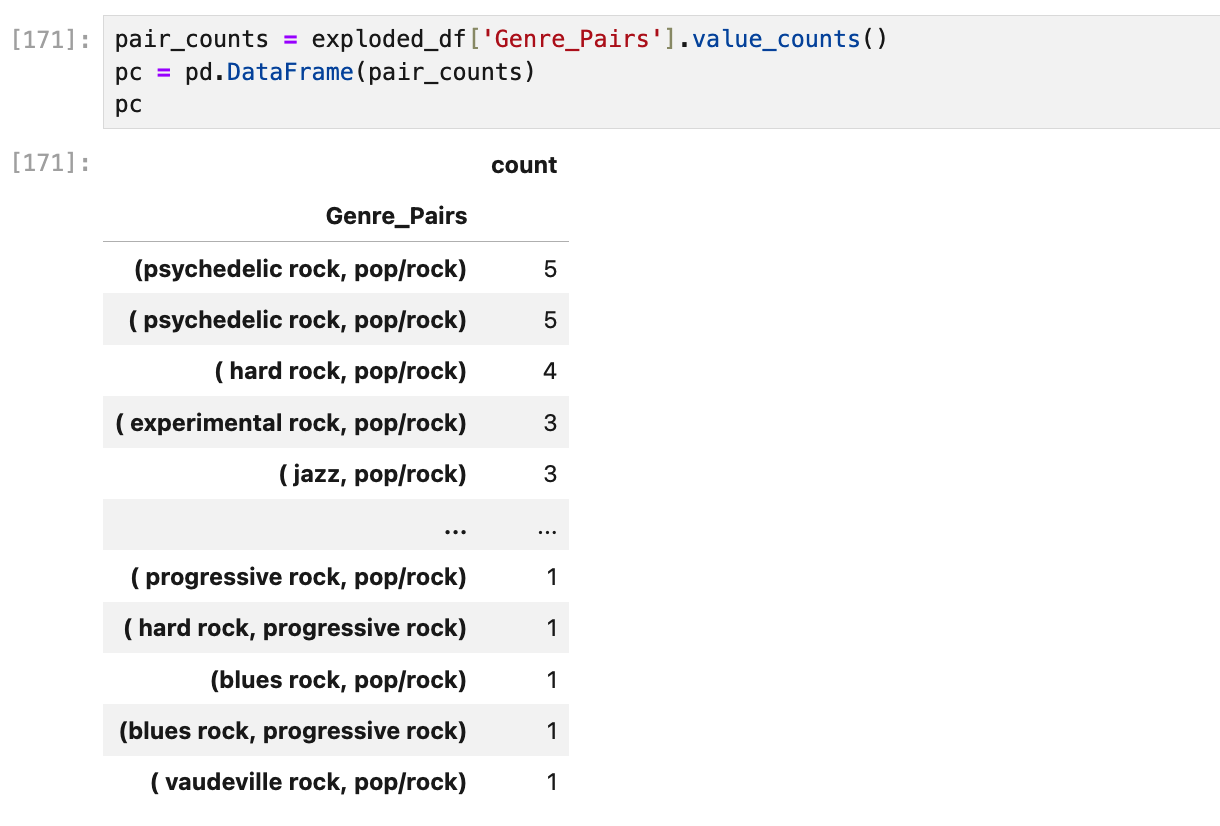 [171]: pair_counts = exploded_df['Genre_Pairs'].value_counts()
pc = pd.DataFrame(pair_counts)
pc
[171]: count
Genre_Pairs
(psychedelic rock, pop/rock) 5
( psychedelic rock, pop/rock) 5
( hard rock, pop/rock) 4
( experimental rock, pop/rock) 3
( jazz, pop/rock) 3
... ...
( progressive rock, pop/rock) 1
( hard rock, progressive rock) 1
(blues rock, pop/rock) 1
(blues rock, progressive rock) 1
( vaudeville rock, pop/rock) 1